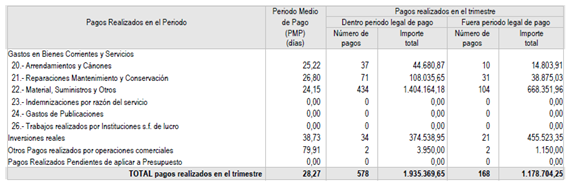 Pagos Realizados en el Periodo
Periodo Medio de Pago (PMP) (días)
Pagos realizados en el trimestre
Dentro periodo legal de pago Fuera periodo legal de pago
Número de pagos Importe total Número de pagos Importe total
Gastos en Bienes Corrientes y Servicios
20.- Arrendamientos y Cánones 25,22 37 44.680,87 10 14.803,91
21.- Reparaciones Mantenimiento y Conservación 26,80 71 108.035,65 31 38.875,03
22.- Material, Suministros y Otros 24,15 434 1.404.164,18 104 668.351,96
23.- Indemnizaciones por razón del servicio 0,00 0 0,00 0 0,00
24.- Gastos de Publicaciones 0,00 0 0,00 0 0,00
26.- Trabajos realizados por Instituciones s.f. de lucro 0,00 0 0,00 0 0,00
Inversiones reales 38,73 34 374.538,95 21 455.523,35
Otros Pagos realizados por operaciones comerciales 79,91 2 3.950,00 2 1.150,00
Pagos Realizados Pendientes de aplicar a Presupuesto 0,00 0 0,00 0 0,00
TOTAL pagos realizados en el trimestre 28,27 578 1.935.369,65 168 1.178.704,25